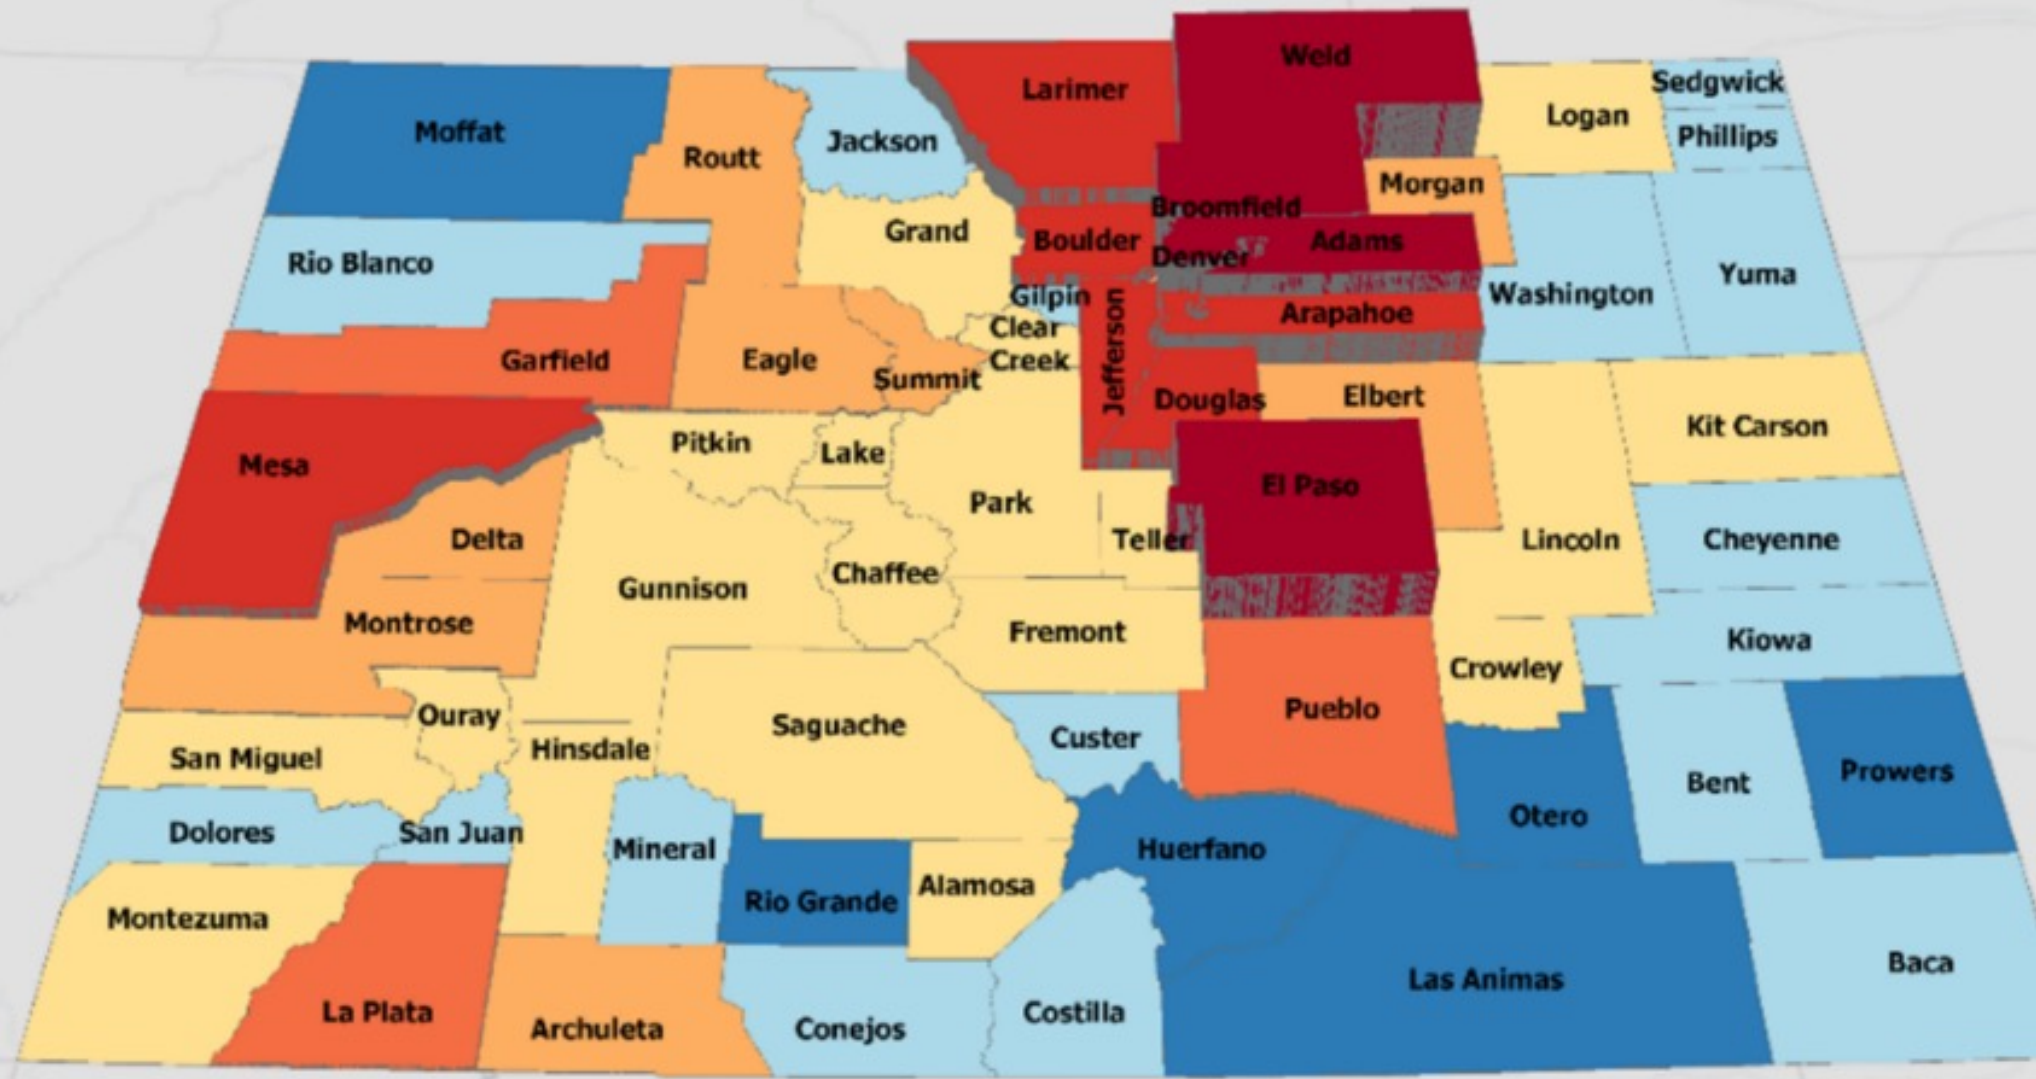 Weld
Larimer
Sedgwick
Logan
Moffat
Phillips
Jackson
Routt
Morgan
Broomfield
Grand
Boulder
Adams
Denver
Rio Blanco
Yuma
Gilpin
Washington
Arapahoe
Clear
Creek
Jefferson
Garfield
Eagle
Summit
Douglas
Elbert
Kit Carson
Pitkin
Lake
Mesa
El Paso
Park
Delta
Teller
Lincoln
Cheyenne
Chaffee
Gunnison
Montrose
Fremont
Kiowa
Crowley
Ouray
Pueblo
Saguache
Custer
Hinsdale
San Miguel
Prowers
Bent
Otero
Dolores
San Juan
Mineral
Huerfano
Alamosa
Rio Grande
Montezuma
Baca
Las Animas
La Plata
Costilla
Archuleta
Conejos